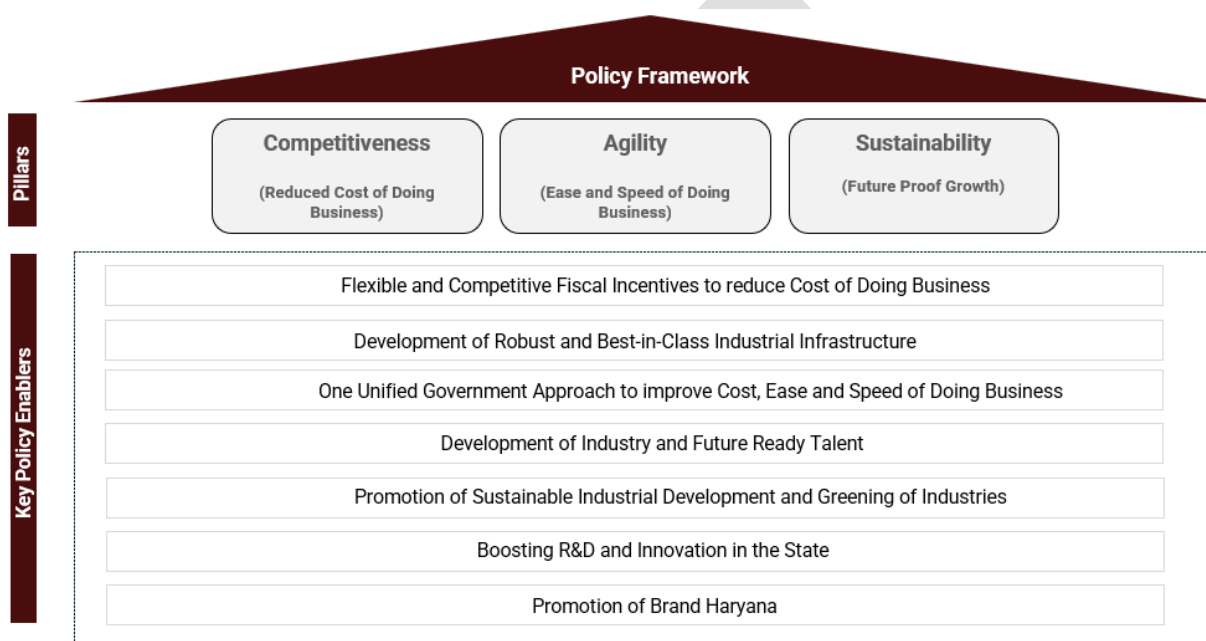 Policy Framework
Pillars
Competitiveness
(Reduced Cost of Doing
Business)
Agility
(Ease and Speed of Doing
Business)
Sustainability
(Future Proof Growth)
Key Policy Enablers
Flexible and Competitive Fiscal Incentives to reduce Cost of Doing Business
Development of Robust and Best-in-Class Industrial Infrastructure
One Unified Government Approach to improve Cost, Ease and Speed of Doing Business
Development of Industry and Future Ready Talent
Promotion of Sustainable Industrial Development and Greening of Industries
Boosting R&D and Innovation in the State
Promotion of Brand Haryana